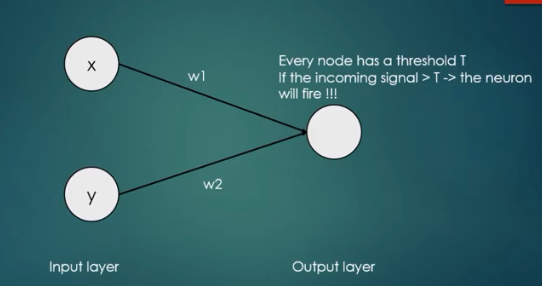 x
w1
Every node has a threshold T
If the incoming signal > T -> the neuron
will fire !!!
y
w2
Input layer
Output layer